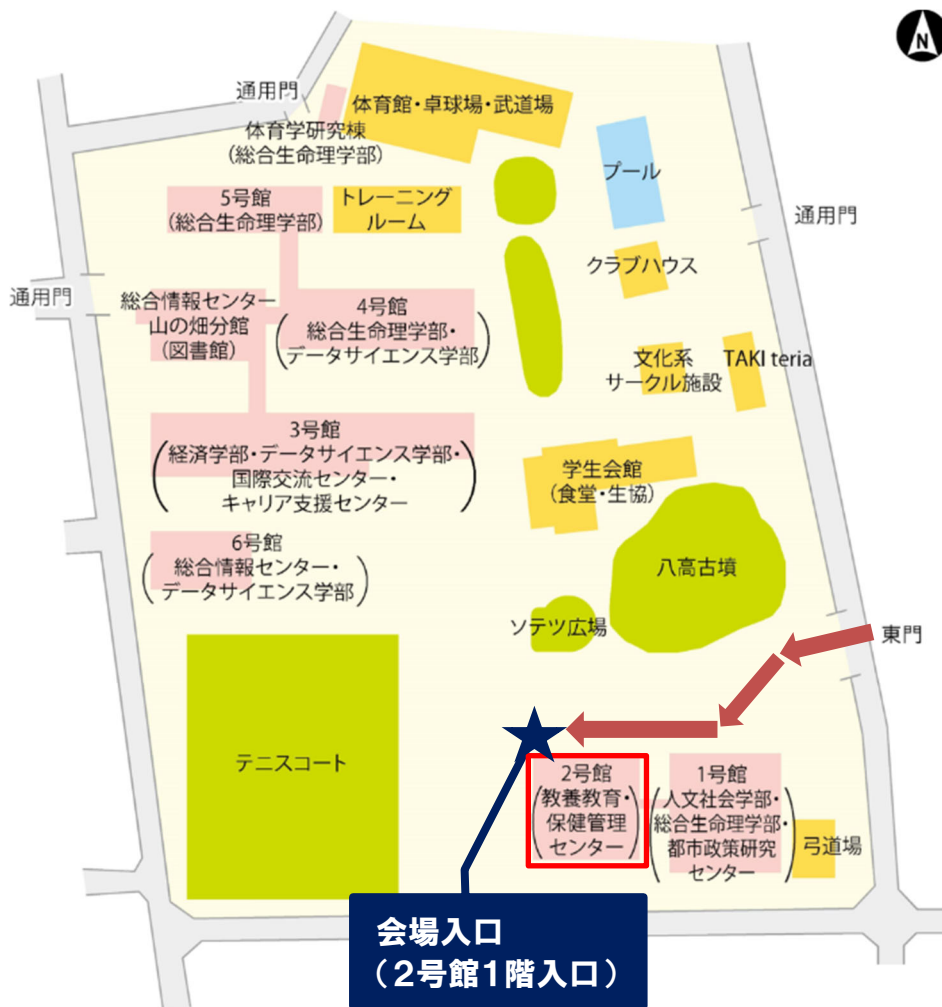 N
通用門
体育館・卓球場・武道場
体育学研究棟
(総合生命理学部)
プール
5号館
(総合生命理学部)
トレーニング
ルーム
通用門
クラブハウス
通用門
総合情報センター
山の畑分館
(図書館)
4号館
総合生命理学部・
データサイエンス学部
文化系
サークル施設
TAKI teria
3号館
経済学部・データサイエンス学部・
国際交流センター・
キャリア支援センター
学生会館
(食堂・生協)
6号館
総合情報センター・
データサイエンス学部
八高古墳
ソテツ広場
東門
テニスコート
2号館
教養教育・
保健管理
センター
1号館
人文社会学部・
総合生命理学部・
都市政策研究
センター
弓道場
会場入口
(2号館1階入口)